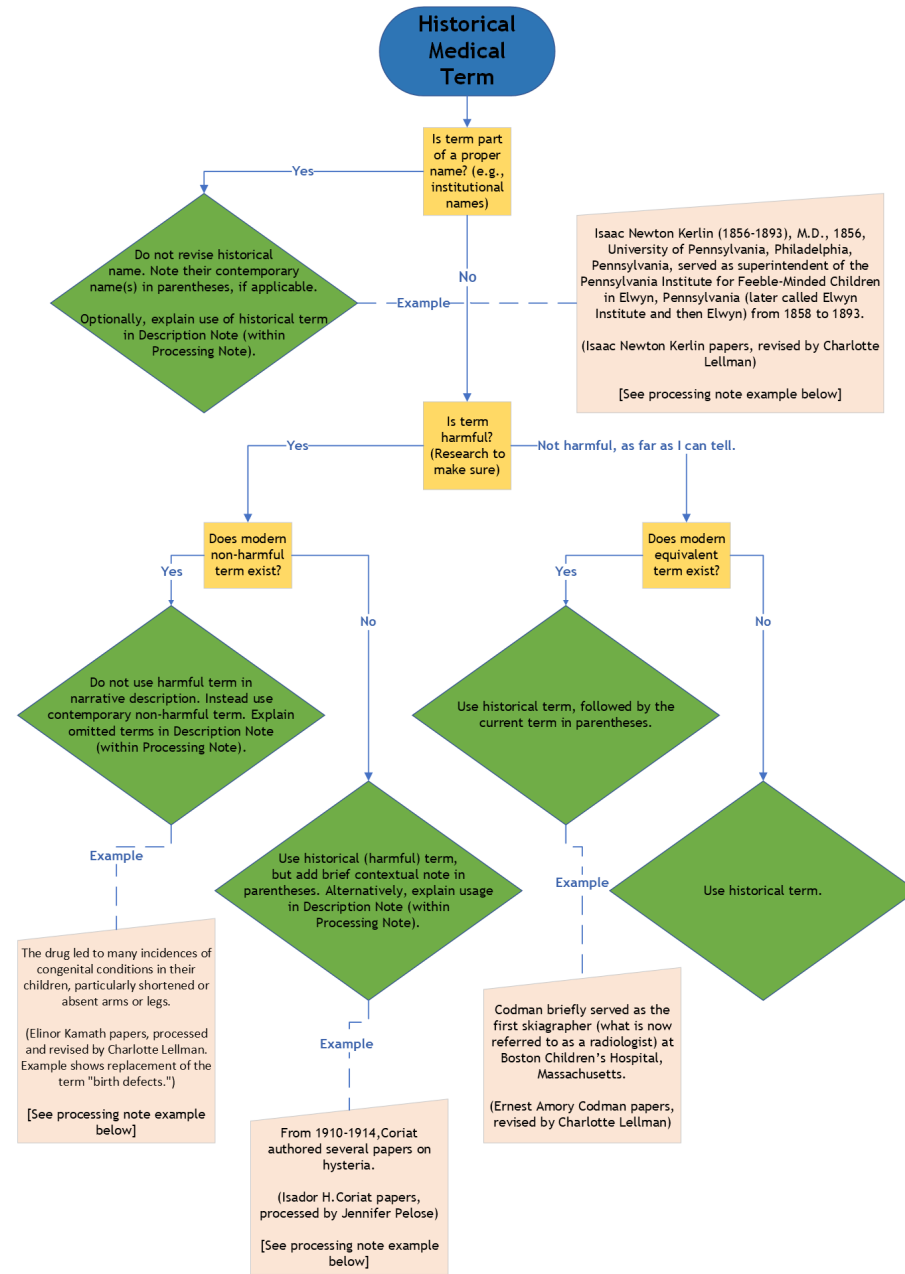 Historical
Medical
Term
Is term part
of a proper
name? (e.g.,
institutional
names)
Yes
No
Do not revise historical
name. Note their contemporary
name(s) in parentheses, if applicable.
Optionally, explain use of historical term
in Description Note (within
Processing Note).
Example
Isaac Newton Kerlin (1856-1893), M.D., 1856,
University of Pennsylvania, Philadelphia,
Pennsylvania, served as superintendent of the
Pennsylvania Institute for Feeble-Minded Children
in Elwyn, Pennsylvania (later called Elwyn
Institute and then Elwyn) from 1858 to 1893.
(Isaac Newton Kerlin papers, revised by Charlotte
Lellman)
[See processing note example below]
Is term
harmful?
(Research to
make sure)
Yes
Not harmful, as far as I can tell.
Does modern
non-harmful
term exist?
Yes
No
Does modern
equivalent
term exist?
Yes
No
Do not use harmful term in
narrative description. Instead use
contemporary non-harmful term. Explain
omitted terms in Description Note
(within Processing Note).
Use historical term, followed by the
current term in parentheses.
Example
Use historical (harmful) term,
but add brief contextual note in
parentheses. Alternatively, explain usage
in Description Note (within
Processing Note).
Example
Use historical term.
The drug led to many incidences of
congenital conditions in their
children, particularly shortened or
absent arms or legs.
(Elinor Kamath papers, processed
and revised by Charlotte Lellman.
Example shows replacement of the
term "birth defects.")
[See processing note example
below]
Example
From 1910-1914,Coriat
authored several papers on
hysteria.
(Isador H.Coriat papers,
processed by Jennifer Pelose)
[See processing note example
below]
Codman briefly served as the
first skiagrapher (what is now
referred to as a radiologist) at
Boston Children's Hospital,
Massachusetts.
(Ernest Amory Codman papers,
revised by Charlotte Lellman)